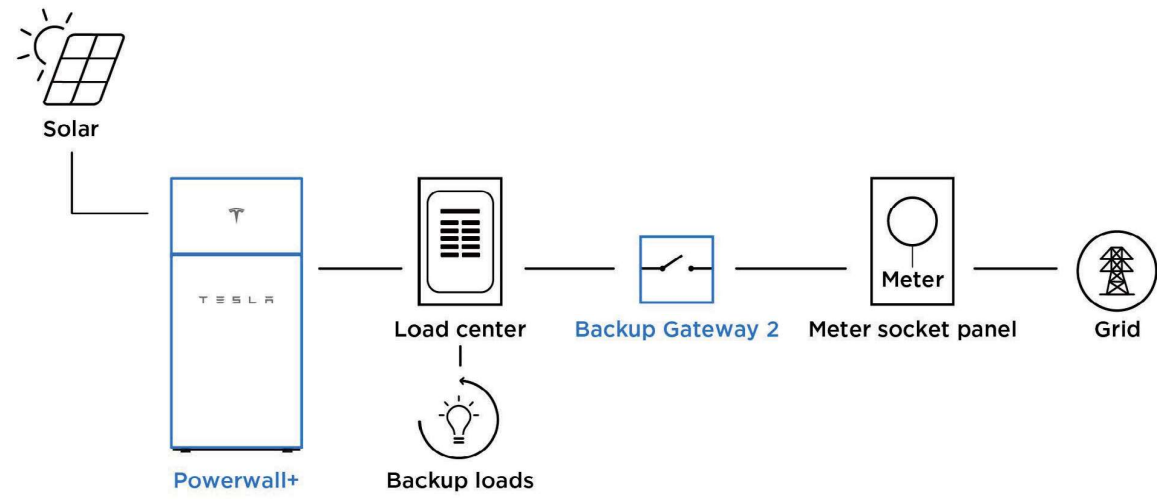 Solar
TESLA
Meter
Load center
Backup Gateway 2
Meter socket panel
Grid
Powerwall+
Backup loads